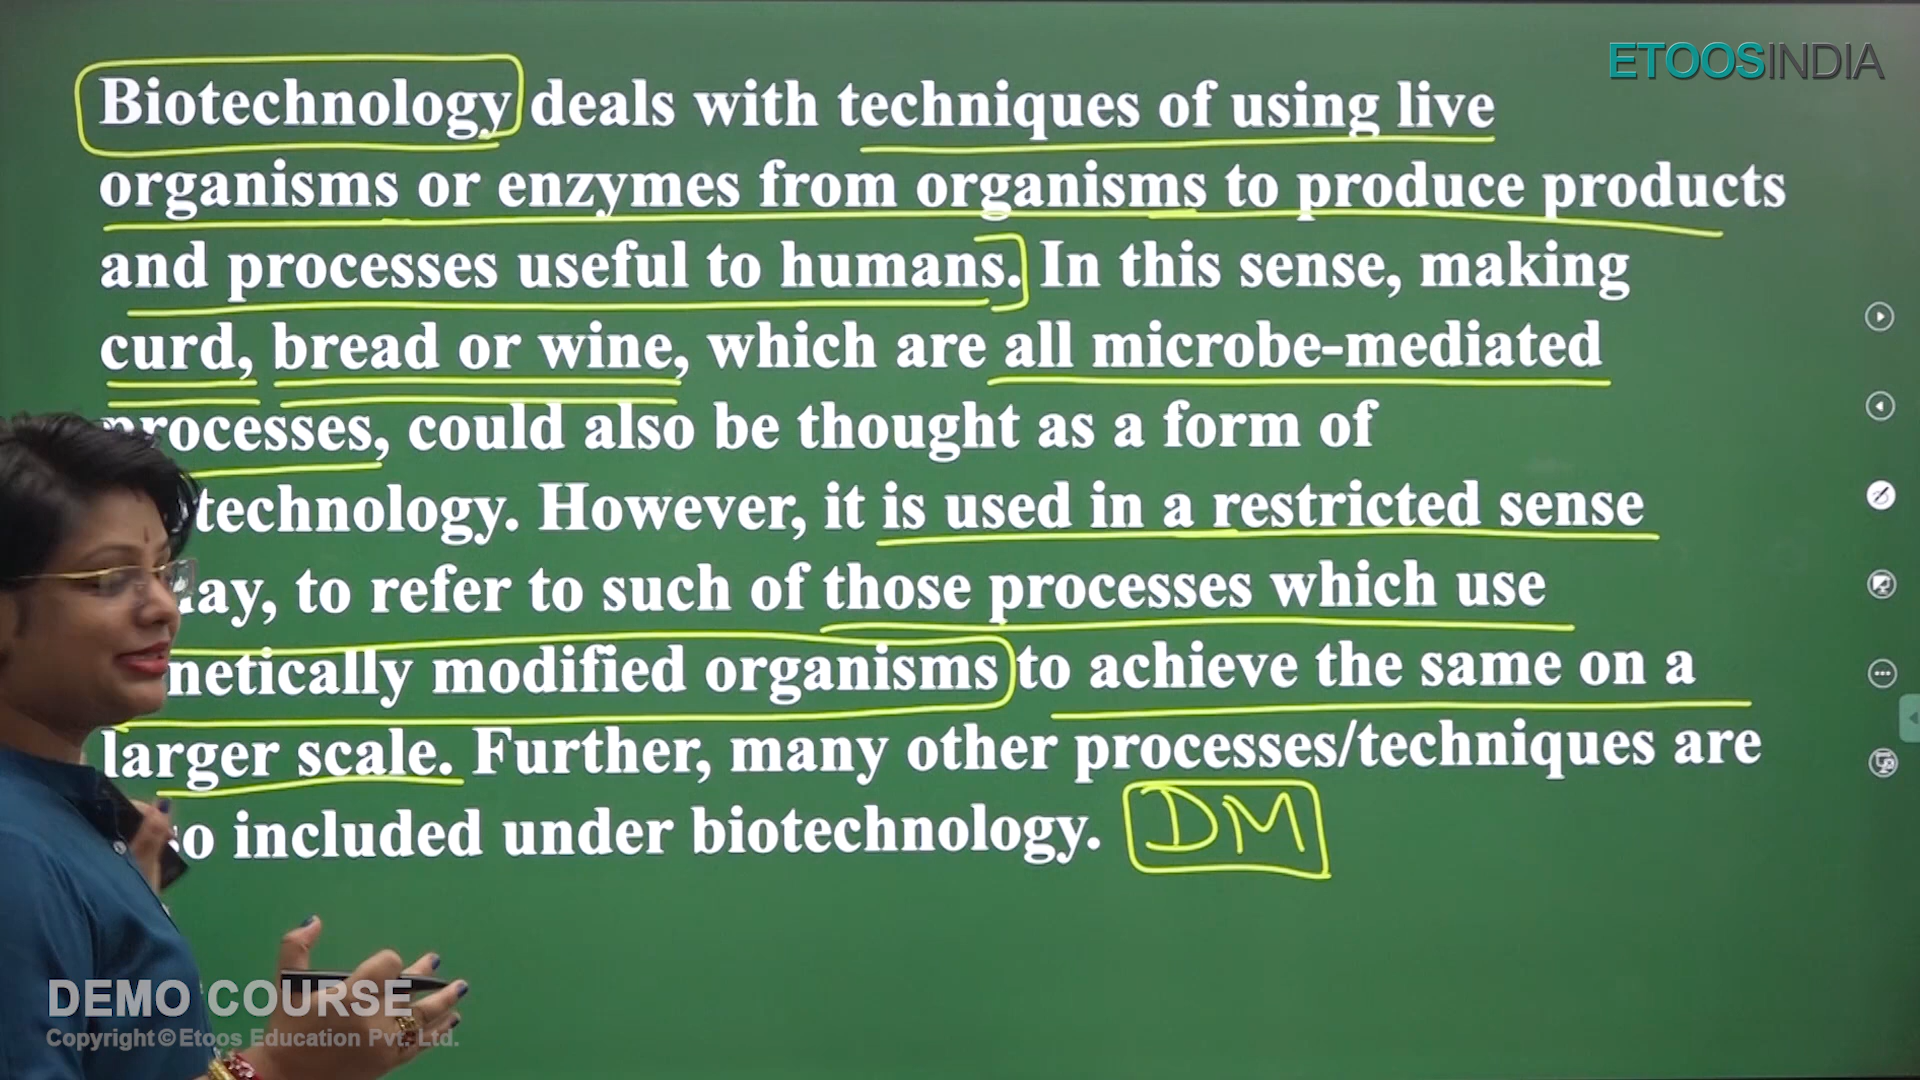 ETOOSINDIA
Biotechnology deals with techniques of using live
organisms or enzymes from organisms to produce products
and processes useful to humans. In this sense, making
curd, bread or wine, which are all microbe-mediated
processes, could also be thought as a form of
technology. However, it is used in a restricted sense
to refer to such of those processes which use
modified organisms to achieve the same on a
larger scale. Further, many other processes/techniques are
included under biotechnology. DM
DEMO COURSE
Copyright © Etoos Education Pvt. Ltd.